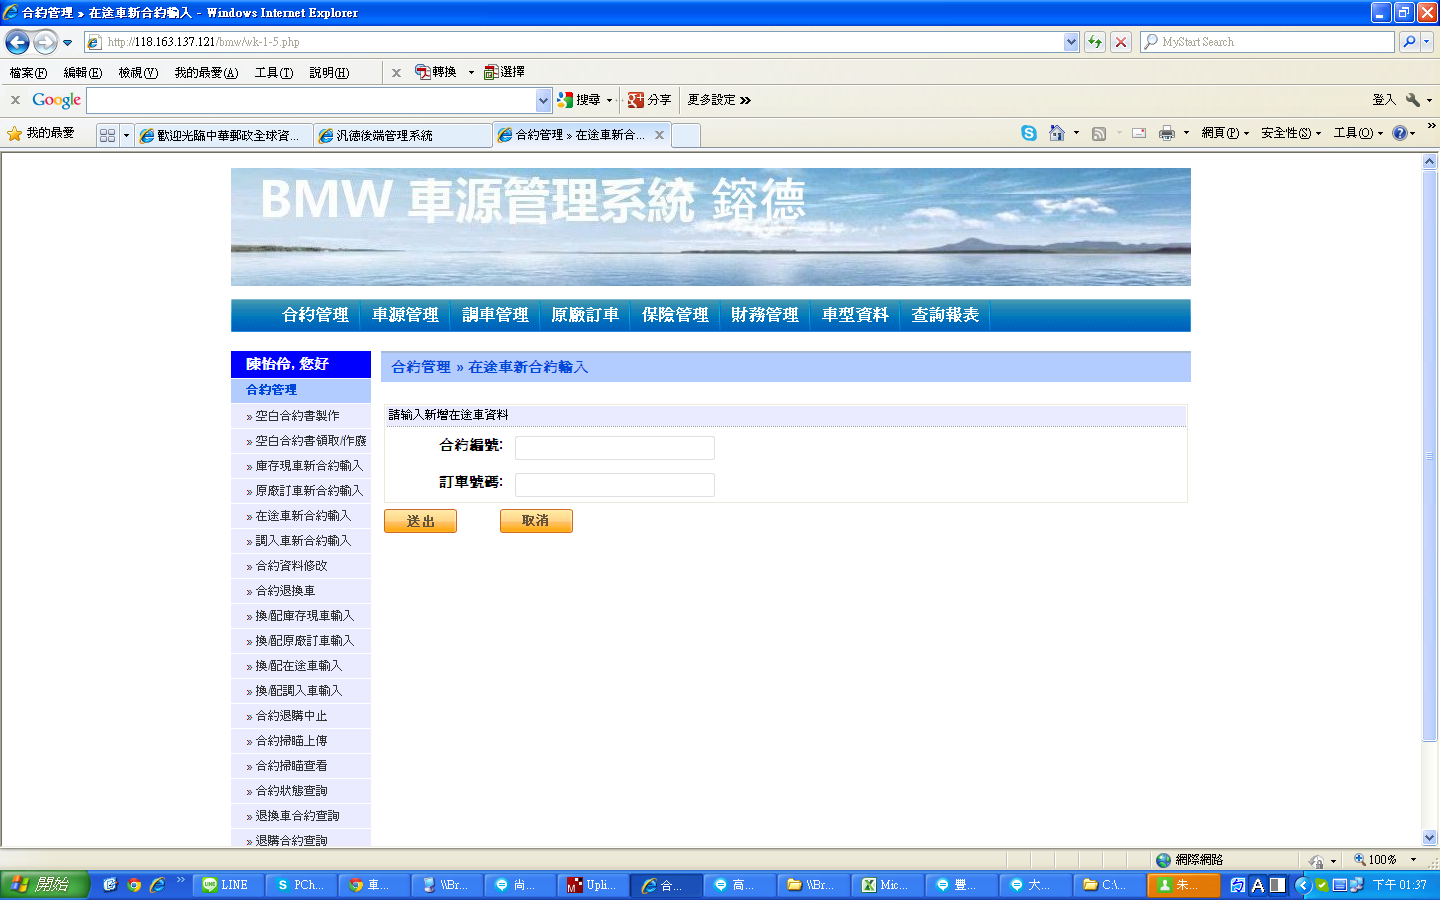 合約管理 » 在途車新合約輸入 - Windows Internet Explorer
http://118.163.137.121/bmw/wk-1-5.php
MyStart Search
檔案(F) 編輯(E) 檢視(V) 我的最愛(A) 工具(T) 說明(H) x 轉換 選擇
x Google 搜尋 分享 更多設定 » 登入
我的最愛 歡迎光臨中華郵政全球資... 汎德後端管理系統 合約管理 » 在途車新合... 網頁(P) 安全性(S) 工具(O) »
BMW 車源管理系統 鎔德
合約管理 車源管理 調車管理 原廠訂車 保險管理 財務管理 車型資料 查詢報表
陳怡伶, 您好
合約管理 » 在途車新合約輸入
合約管理
» 空白合約書製作
» 空白合約書領取/作廢
» 庫存現車新合約輸入
» 原廠訂車新合約輸入
» 在途車新合約輸入
» 調入車新合約輸入
» 合約資料修改
» 合約退換車
» 換/配庫存現車輸入
» 換/配原廠訂車輸入
» 換/配在途車輸入
» 換/配調入車輸入
» 合約退購中止
» 合約掃瞄上傳
» 合約掃瞄查看
» 合約狀態查詢
» 退換車合約查詢
» 退購合約查詢
請輸入新增在途車資料
合約編號:
訂車號碼:
送出 取消
網際網路 100%
開始 » LINE PCh... 車... \\Br... 尚... Upli... 合... 高... \\Br... Mic... 豐... 大... C:\... 朱... A 下午 01:37